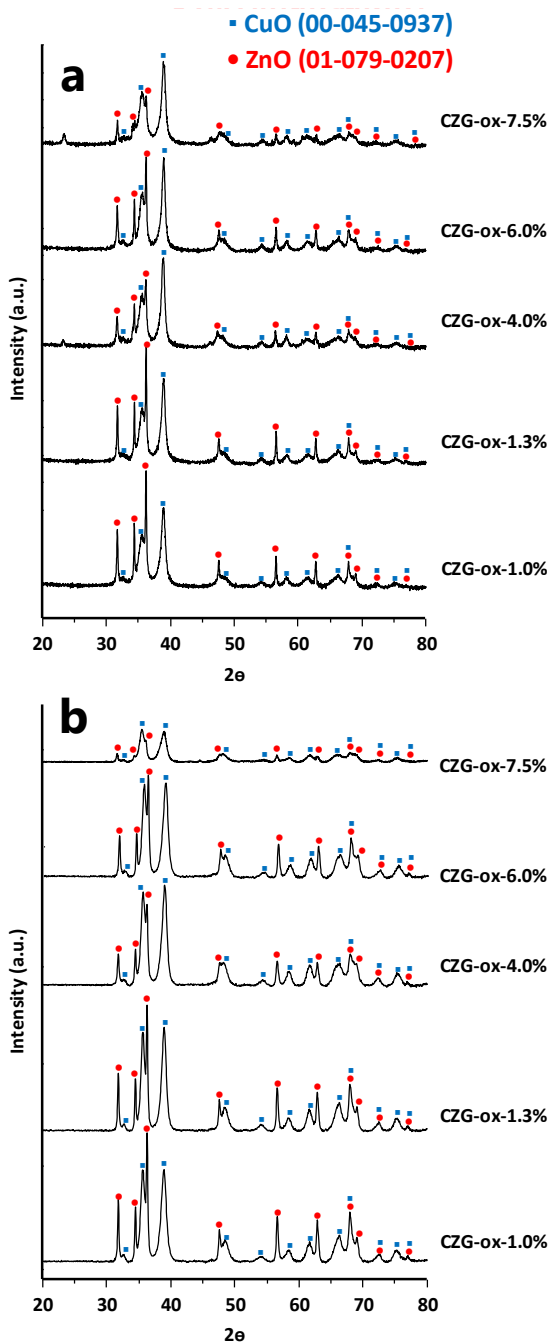 CuO (00-045-0937)
ZnO (01-079-0207)
a
CZG-ox-7.5%
CZG-ox-6.0%
CZG-ox-4.0%
CZG-ox-1.3%
CZG-ox-1.0%
Intensity (a.u.)
20 30 40 50 60 70 80
2ɵ
b
CZG-ox-7.5%
CZG-ox-6.0%
CZG-ox-4.0%
CZG-ox-1.3%
CZG-ox-1.0%
Intensity (a.u.)
20 30 40 50 60 70 80
2ɵ